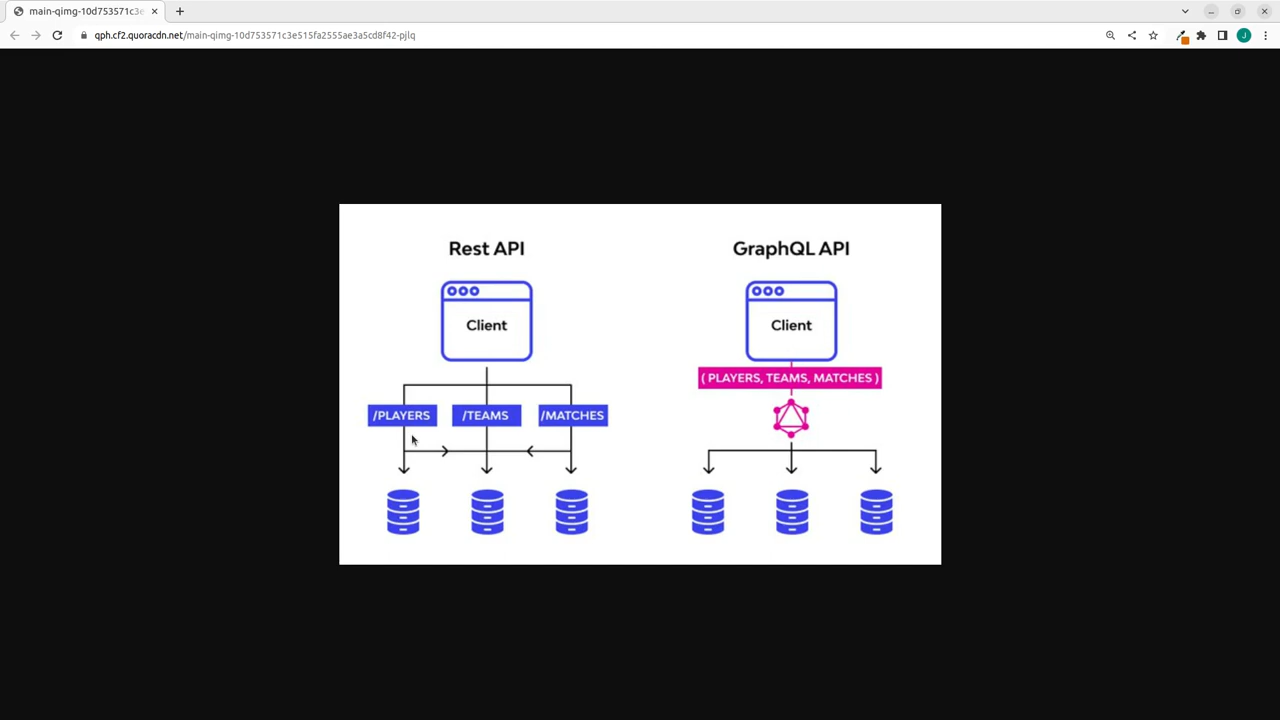 main-qimg-10d753571c3e
qph.cf2.quoracdn.net/main-qimg-10d753571c3e515fa2555ae3a5cd8f42-pjlq
J
Rest API
GraphQL API
Client
Client
( PLAYERS, TEAMS, MATCHES )
/PLAYERS
/TEAMS
/MATCHES